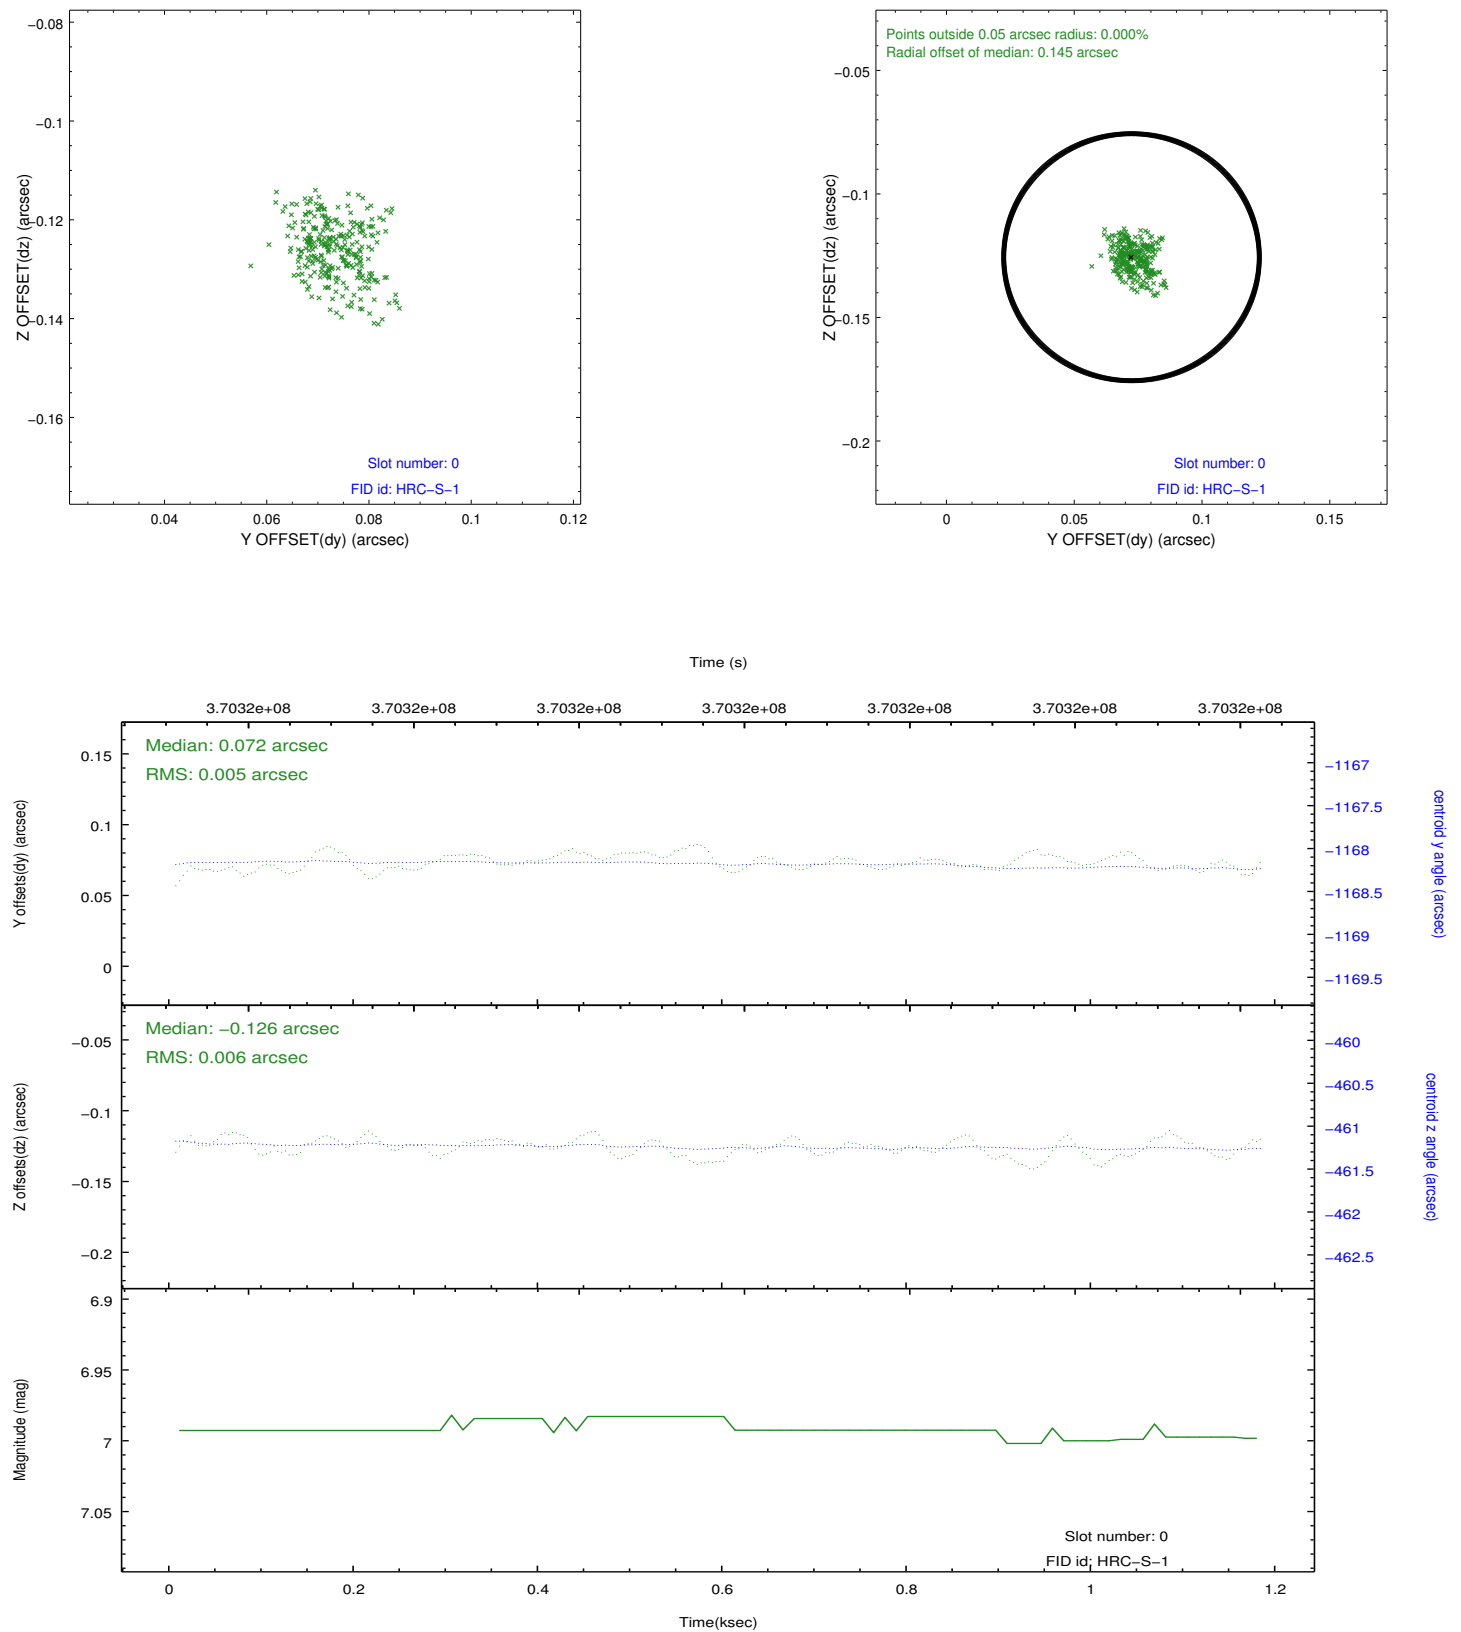 −0.08
−0.1
−0.12
−0.14
−0.16
Z OFFSET(dz) (arcsec)
Slot number: 0
FID id: HRC−S−1
0.04 0.06 0.08 0.1 0.12
Y OFFSET(dy) (arcsec)
Points outside 0.05 arcsec radius: 0.000%
Radial offset of median: 0.145 arcsec
−0.05
−0.1
−0.15
−0.2
Z OFFSET(dz) (arcsec)
Slot number: 0
FID id: HRC−S−1
0 0.05 0.1 0.15
Y OFFSET(dy) (arcsec)
Time (s)
3.7032e+08 3.7032e+08 3.7032e+08 3.7032e+08 3.7032e+08 3.7032e+08 3.7032e+08
Median: 0.072 arcsec
RMS: 0.005 arcsec
0.15
0.1
0.05
0
Y offsets(dy) (arcsec)
−1167
−1167.5
−1168
−1168.5
−1169
−1169.5
centroid y angle (arcsec)
Median: −0.126 arcsec
RMS: 0.006 arcsec
−0.05
−0.1
−0.15
−0.2
Z offsets(dz) (arcsec)
−460
−460.5
−461
−461.5
−462
−462.5
centroid z angle (arcsec)
6.9
6.95
7
7.05
Magnitude (mag)
Slot number: 0
FID id: HRC−S−1
0 0.2 0.4 0.6 0.8 1 1.2
Time(ksec)